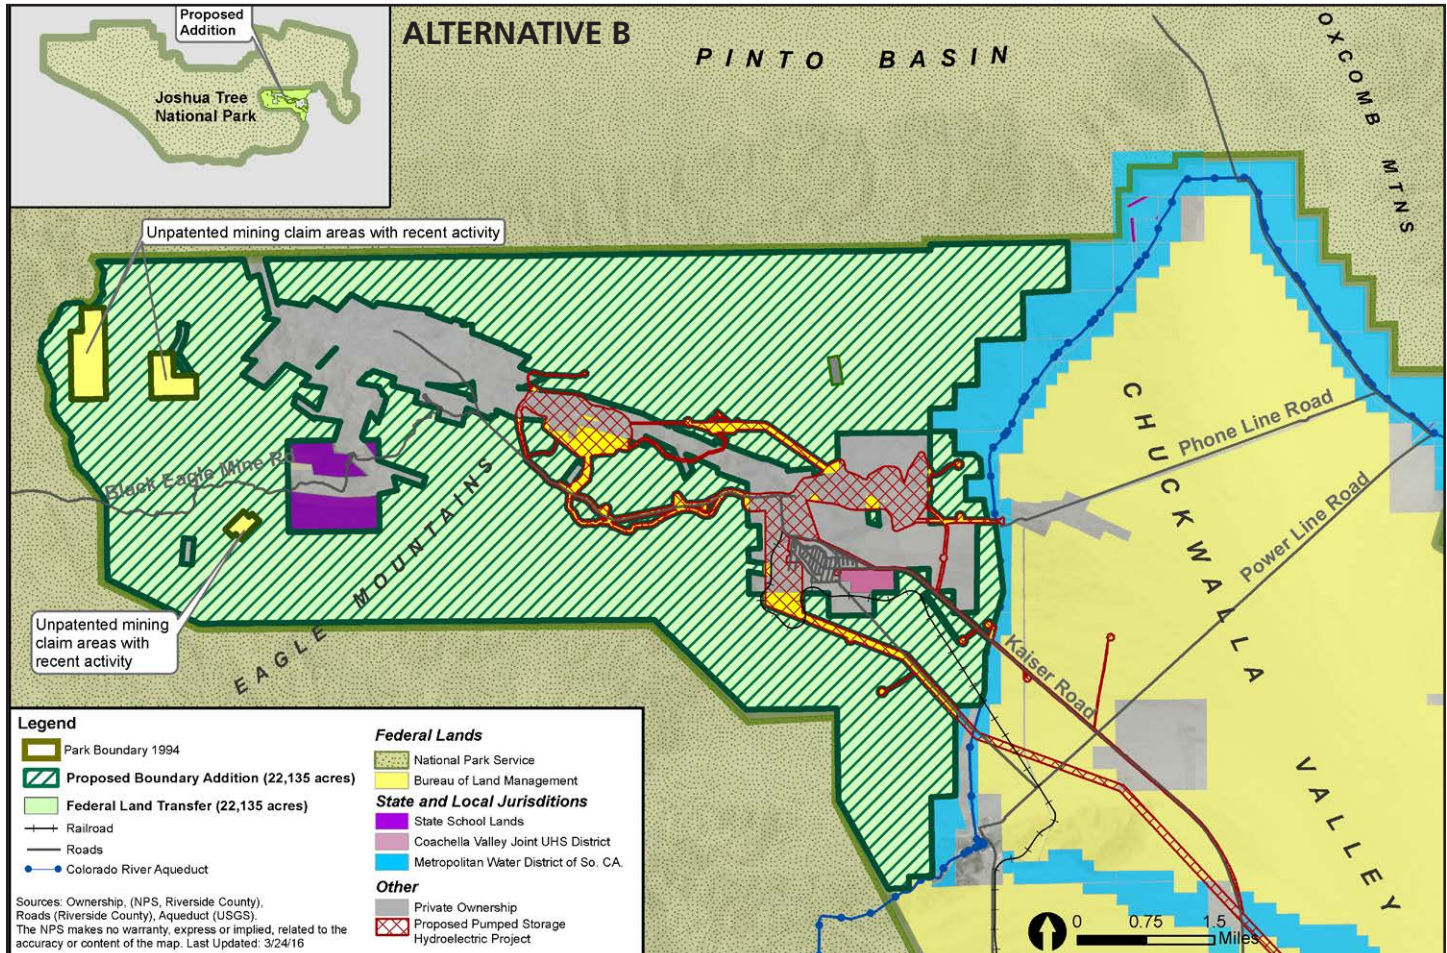 Proposed
Addition
Joshua Tree
National Park
ALTERNATIVE B
PINTO BASIN
OXCOMB MTNS
Unpatented mining claim areas with recent activity
CHUCKWALLA VALLEY
Phone Line Road
Power Line Road
Black Eagle Mine Ro
EAGLE MOUNTAINS
Kaiser Road
Unpatented mining
claim areas with
recent activity
Legend
Park Boundary 1994
Proposed Boundary Addition (22,135 acres)
Federal Land Transfer (22,135 acres)
Railroad
Roads
Colorado River Aqueduct
Sources: Ownership, (NPS, Riverside County),
Roads (Riverside County), Aqueduct (USGS).
The NPS makes no warranty, express or implied, related to the
accuracy or content of the map. Last Updated: 3/24/16
Federal Lands
National Park Service
Bureau of Land Management
State and Local Jurisditions
State School Lands
Coachella Valley Joint UHS District
Metropolitan Water District of So. CA.
Other
Private Ownership
Proposed Pumped Storage
Hydroelectric Project
0 0.75 1.5
Miles